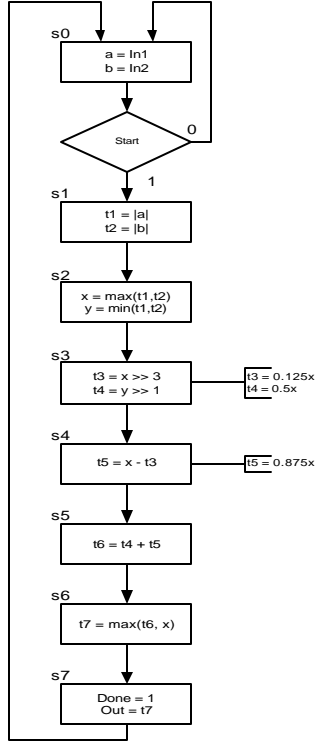 s0
a = In1
b = In2
Start
0
1
s1
t1 = |a|
t2 = |b|
s2
x = max(t1,t2)
y = min(t1,t2)
s3
t3 = x >> 3
t4 = y >> 1
t3 = 0.125x
t4 = 0.5x
s4
t5 = x - t3
t5 = 0.875x
s5
t6 = t4 + t5
s6
t7 = max(t6, x)
s7
Done = 1
Out = t7